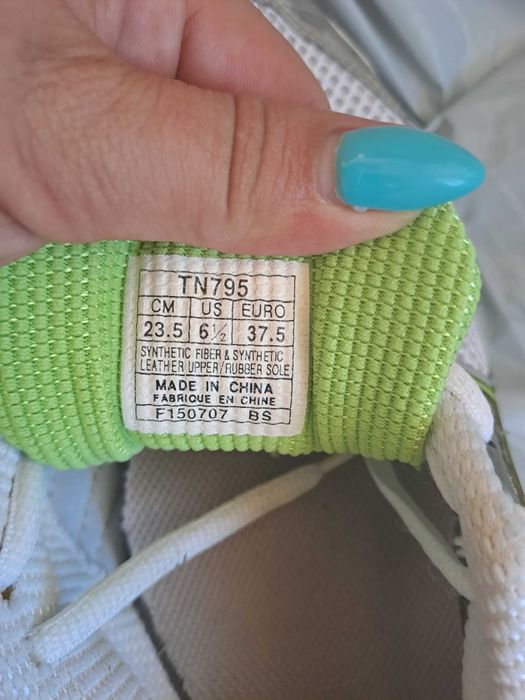 TN795
CM US EURO
23.5 6½ 37.5
SYNTHETIC FIBER & SYNTHETIC
LEATHER UPPER/RUBBER SOLE
MADE IN CHINA
FABRIQUE EN CHINE
F150707 BS